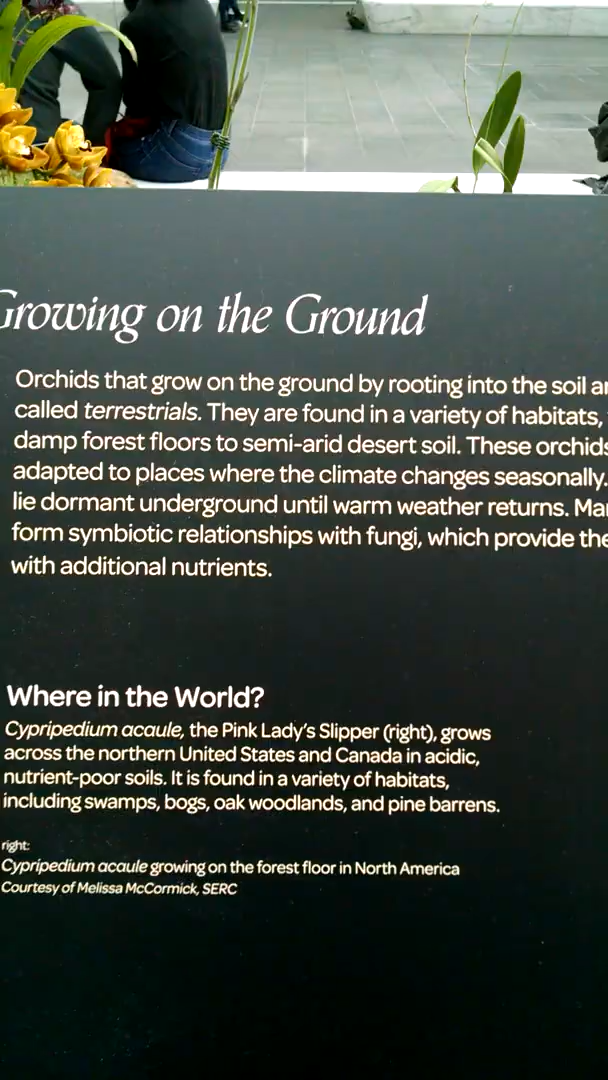 Growing on the Ground
Orchids that grow on the ground by rooting into the soil
called terrestrials. They are found in a variety of habitats,
damp forest floors to semi-arid desert soil. These orchids
adapted to places where the climate changes seasonally.
lie dormant underground until warm weather returns.
form symbiotic relationships with fungi, which provide
with additional nutrients.
Where in the World?
Cypripedium acaule, the Pink Lady's Slipper (right), grows
across the northern United States and Canada in acidic,
nutrient-poor soils. It is found in a variety of habitats,
including swamps, bogs, oak woodlands, and pine barrens.
right:
Cypripedium acaule growing on the forest floor in North America
Courtesy of Melissa McCormick, SERC